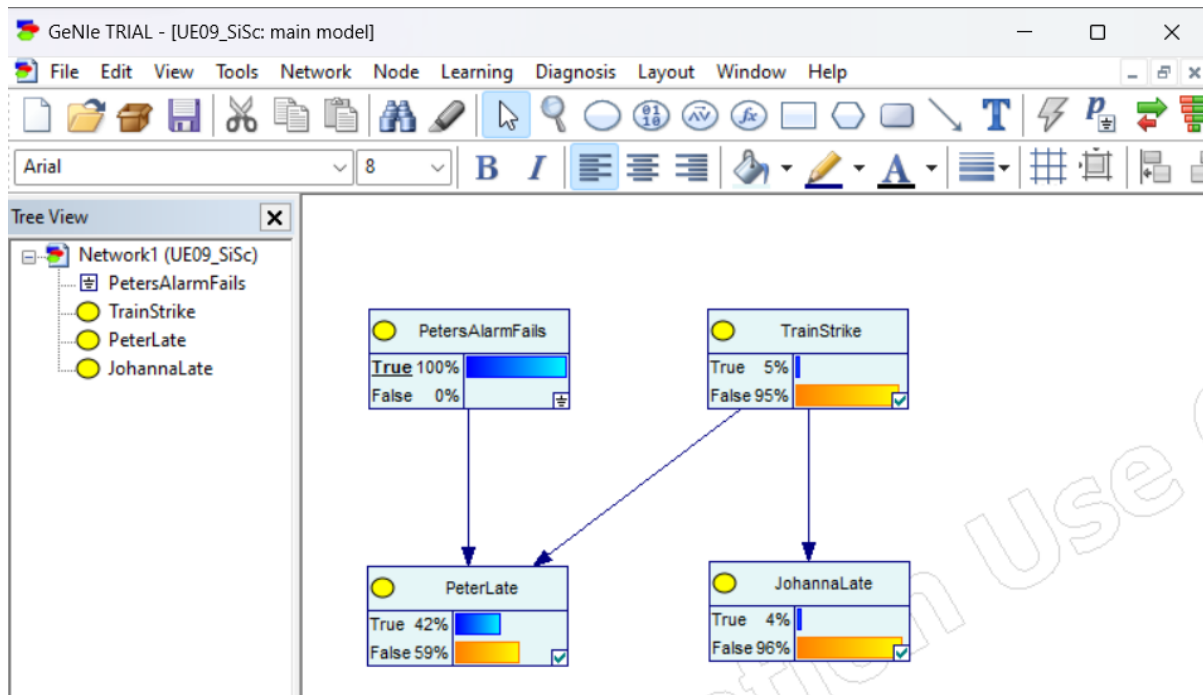 GeNIe TRIAL - [UE09_SiSc: main model]
File Edit View Tools Network Node Learning Diagnosis Layout Window Help
Arial 8 B I A
Tree View
Network1 (UE09_SiSc)
PetersAlarmFails
TrainStrike
PeterLate
JohannaLate
PetersAlarmFails
True 100%
False 0%
TrainStrike
True 5%
False 95%
PeterLate
True 42%
False 59%
JohannaLate
True 4%
False 96%
Use